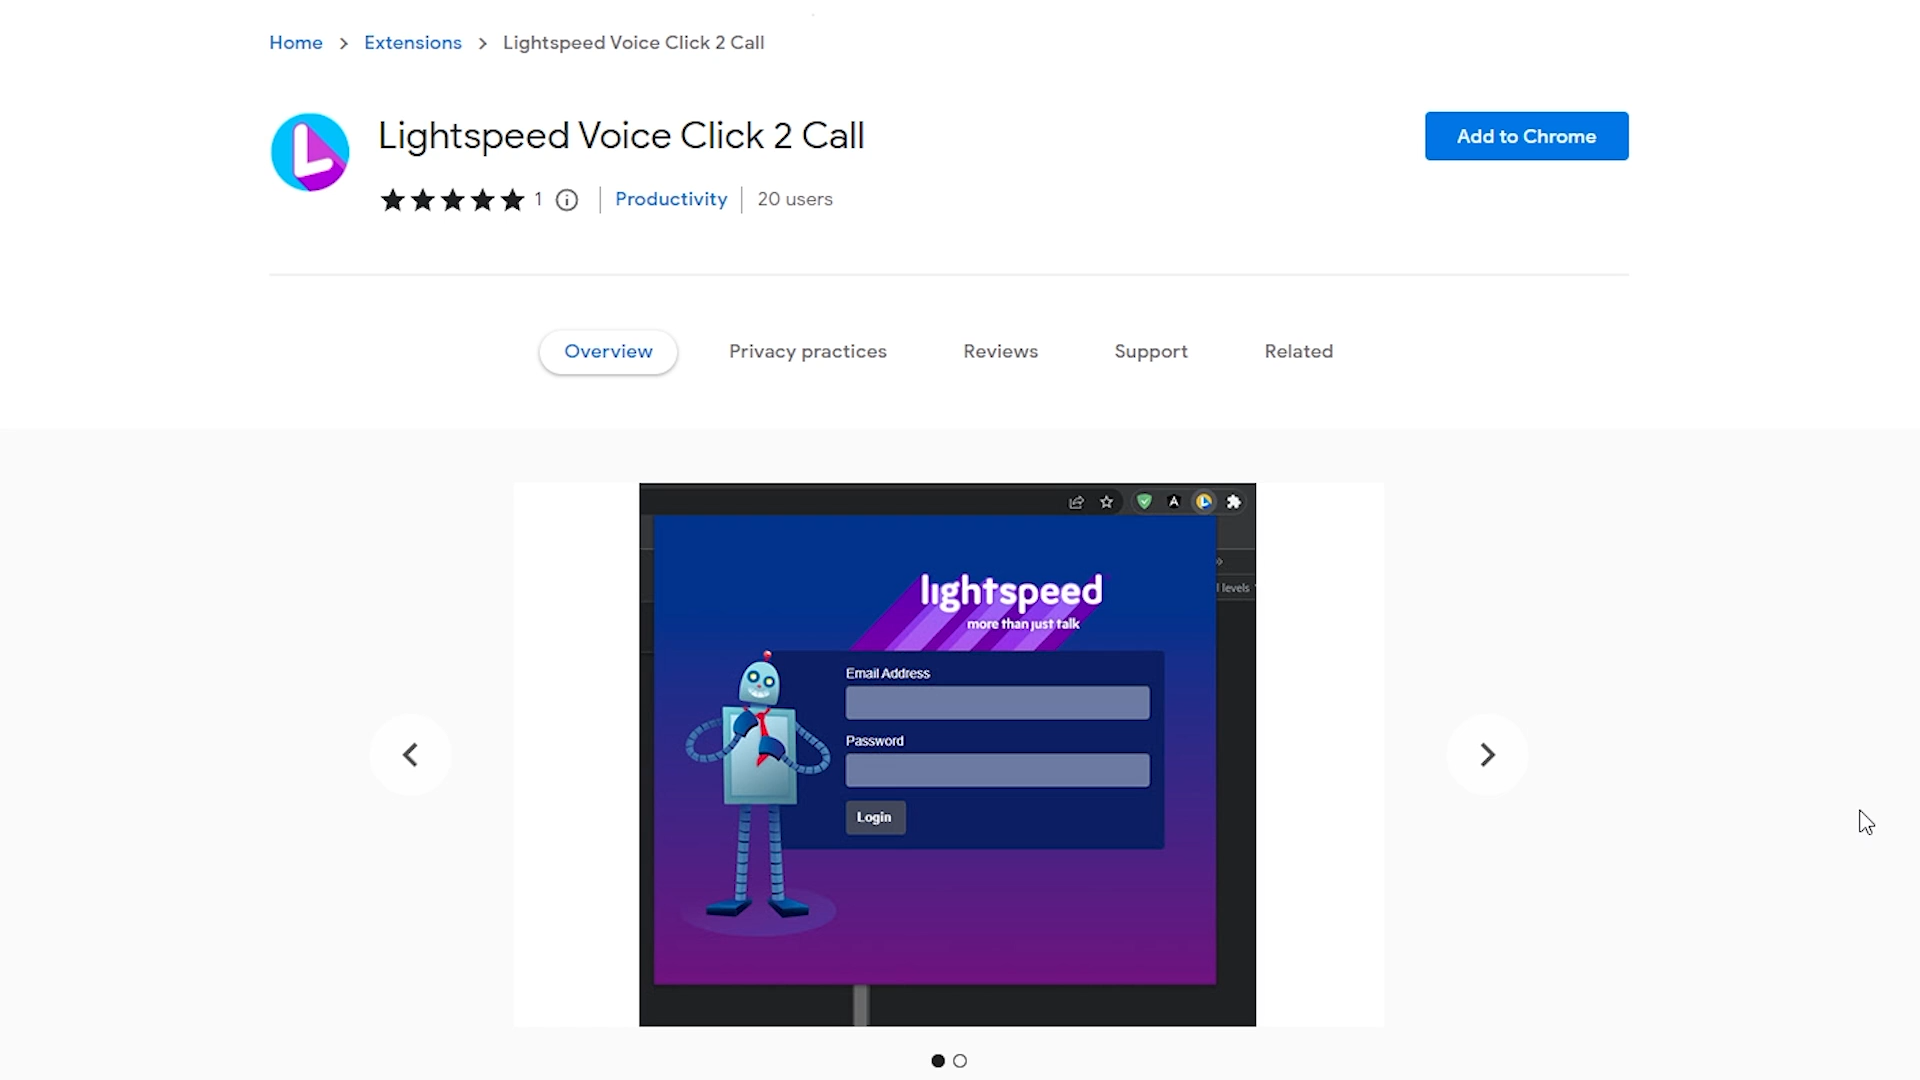 Home > Extensions > Lightspeed Voice Click 2 Call
Lightspeed Voice Click 2 Call
Add to Chrome
1 Productivity 20 users
Overview Privacy practices Reviews Support Related
A
lightspeed
more than just talk
levels
Email Address
Password
Login